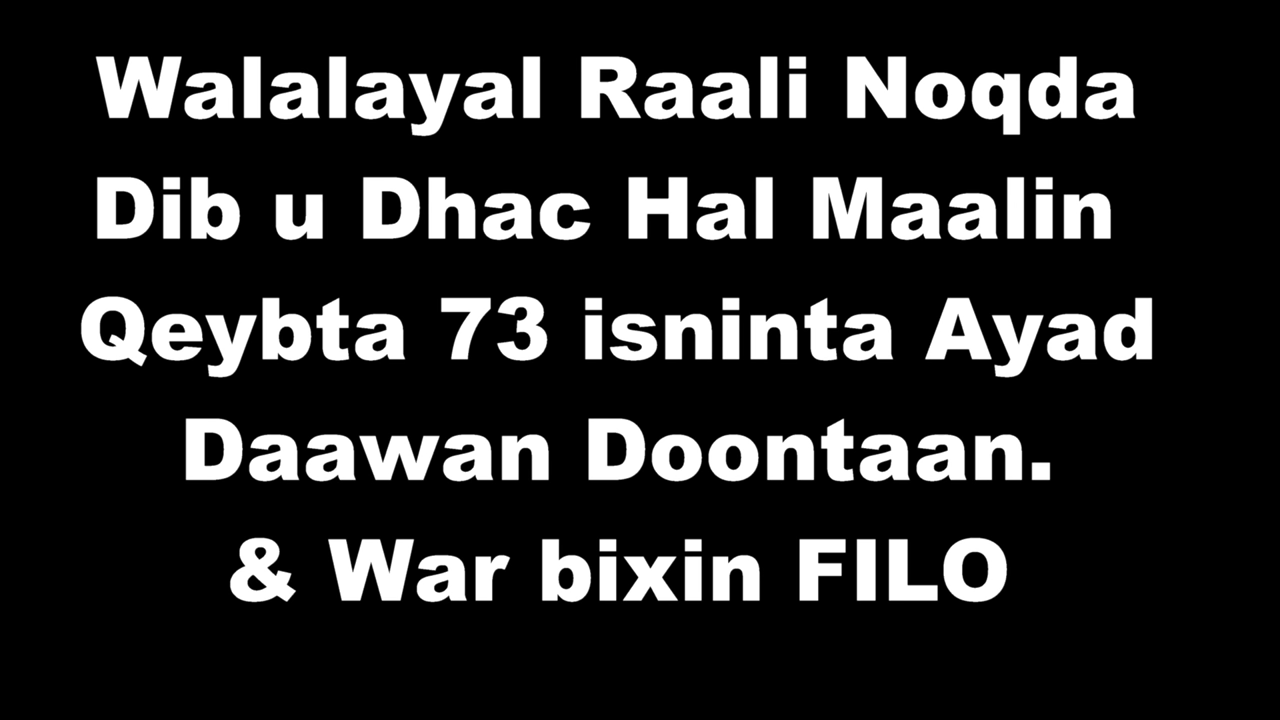 Walalayal Raali Noqda
Dib u Dhac Hal Maalin
Qeybta 73 isninta Ayad
Daawan Doontaan.
& War bixin FILO